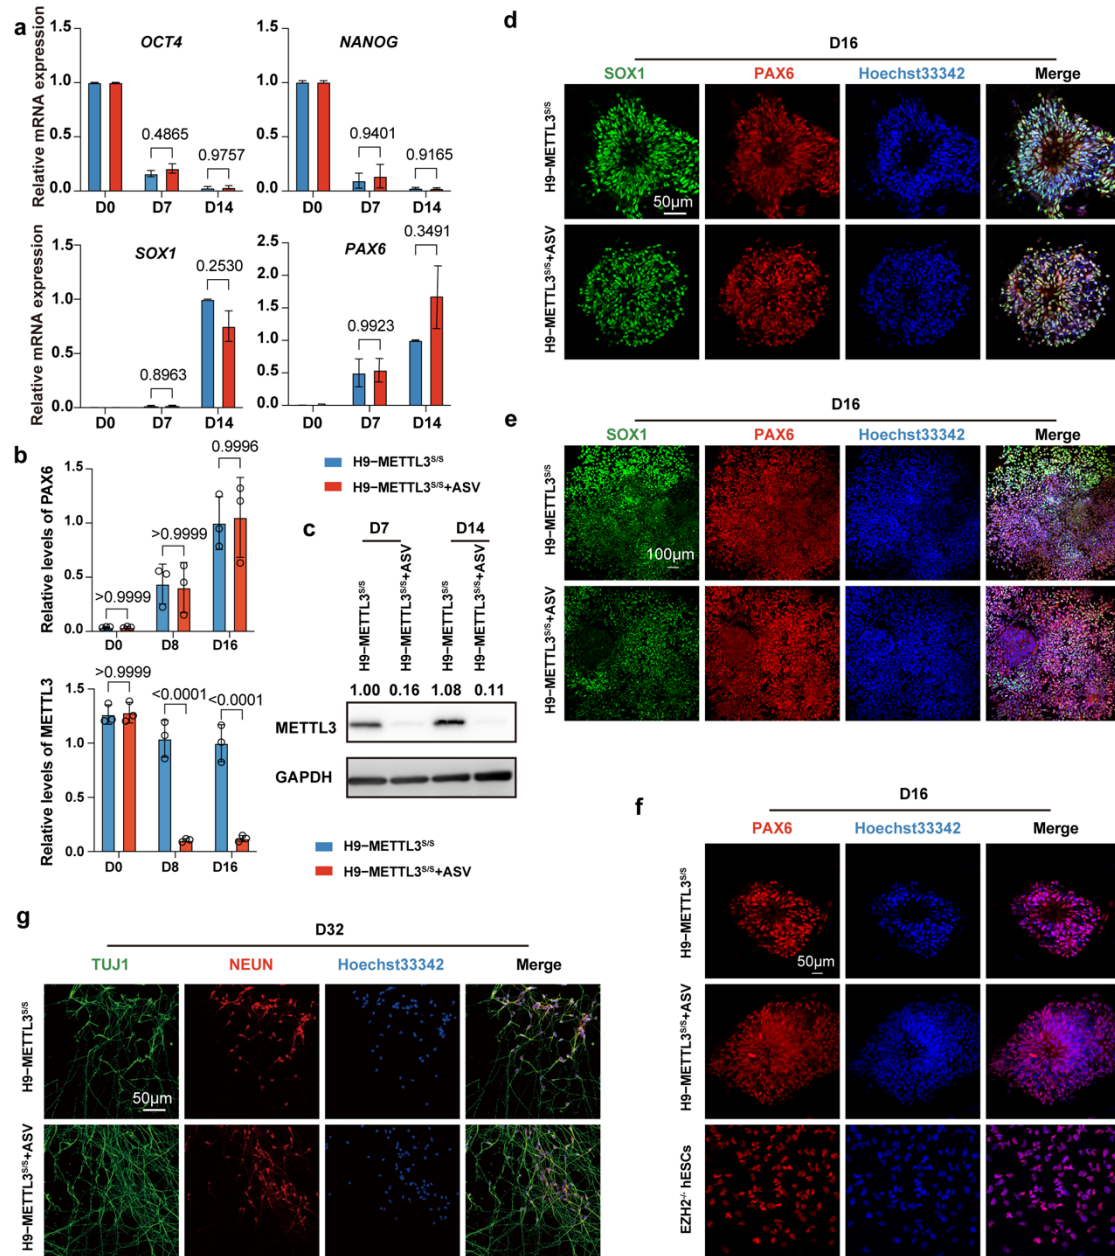 a
OCT4
NANOG
Relative mRNA expression
1.5
1.0
0.5
0.0
0.4865
0.9757
D0
D7
D14
1.5
1.0
0.5
0.0
0.9401
0.9165
D0
D7
D14
SOX1
PAX6
Relative mRNA expression
1.5
1.0
0.5
0.0
0.2530
0.8963
D0
D7
D14
2.5
2.0
1.5
1.0
0.5
0.0
0.3491
0.9923
D0
D7
D14
H9-METTL3S/S
H9-METTL3S/S+ASV
b
Relative levels of PAX6
1.5
1.0
0.5
0.0
>0.9999
>0.9999
0.9996
D0
D8
D16
Relative levels of METTL3
1.5
1.0
0.5
0.0
>0.9999
<0.0001
<0.0001
D0
D8
D16
H9-METTL3S/S
H9-METTL3S/S+ASV
c
D7
D14
H9-METTL3S/S
H9-METTL3S/S+ASV
H9-METTL3S/S
H9-METTL3S/S+ASV
1.00 0.16 1.08 0.11
METTL3
GAPDH
d
D16
SOX1 PAX6 Hoechst33342 Merge
H9-METTL3S/S
50μm
H9-METTL3S/S+ASV
e
D16
SOX1 PAX6 Hoechst33342 Merge
H9-METTL3S/S
100μm
H9-METTL3S/S+ASV
f
D16
PAX6 Hoechst33342 Merge
H9-METTL3S/S
50μm
H9-METTL3S/S+ASV
EZH2-/- hESCs
g
D32
TUJ1 NEUN Hoechst33342 Merge
H9-METTL3S/S
50μm
H9-METTL3S/S+ASV